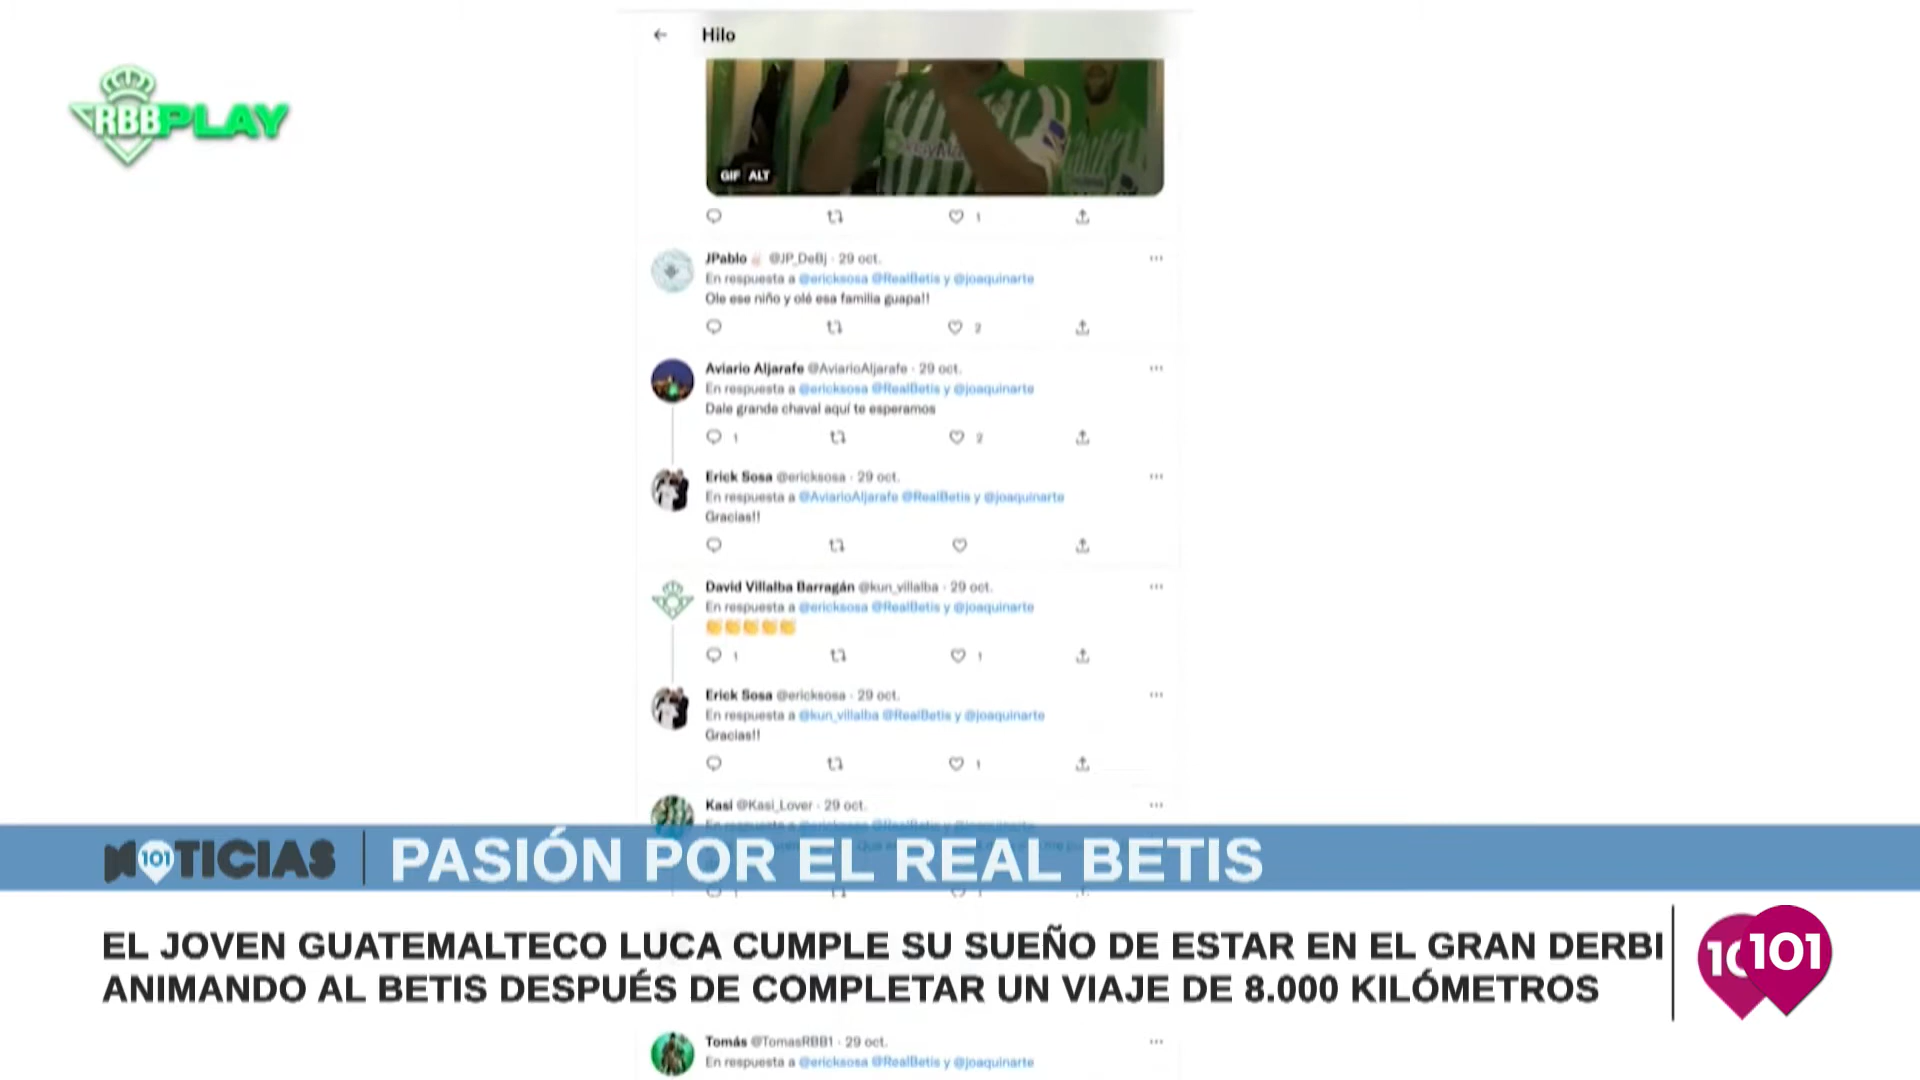 Hilo
RBBPLAY
GIF ALT
1
JPablo @JP_DeBj · 29 oct.
En respuesta a @ericksosa @RealBetis y @joaquinarte
Ole ese niño y olé esa familia guapa!!
2
Aviario Aljarafe @AviarioAljarafe · 29 oct.
En respuesta a @ericksosa @RealBetis y @joaquinarte
Dale grande chaval aquí te esperamos
1 2
Erick Sosa @ericksosa · 29 oct.
En respuesta a @AviarioAljarafe @RealBetis y @joaquinarte
Gracias!!
David Villalba Barragán @kun_villalba · 29 oct.
En respuesta a @ericksosa @RealBetis y @joaquinarte
1 1
Erick Sosa @ericksosa · 29 oct.
En respuesta a @kun_villalba @RealBetis y @joaquinarte
Gracias!!
1
Kasi @Kasi_Lover · 29 oct.
En respuesta a @ericksosa @RealBetis y @joaquinarte
NOTICIAS 101 PASIÓN POR EL REAL BETIS
EL JOVEN GUATEMALTECO LUCA CUMPLE SU SUEÑO DE ESTAR EN EL GRAN DERBI
ANIMANDO AL BETIS DESPUÉS DE COMPLETAR UN VIAJE DE 8.000 KILÓMETROS
101
Tomás @TomasRBB1 · 29 oct.
En respuesta a @ericksosa @RealBetis y @joaquinarte